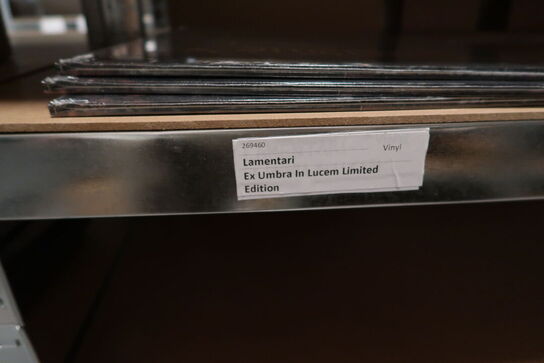 269460 Vinyl
Lamentari
Ex Umbra In Lucem Limited
Edition